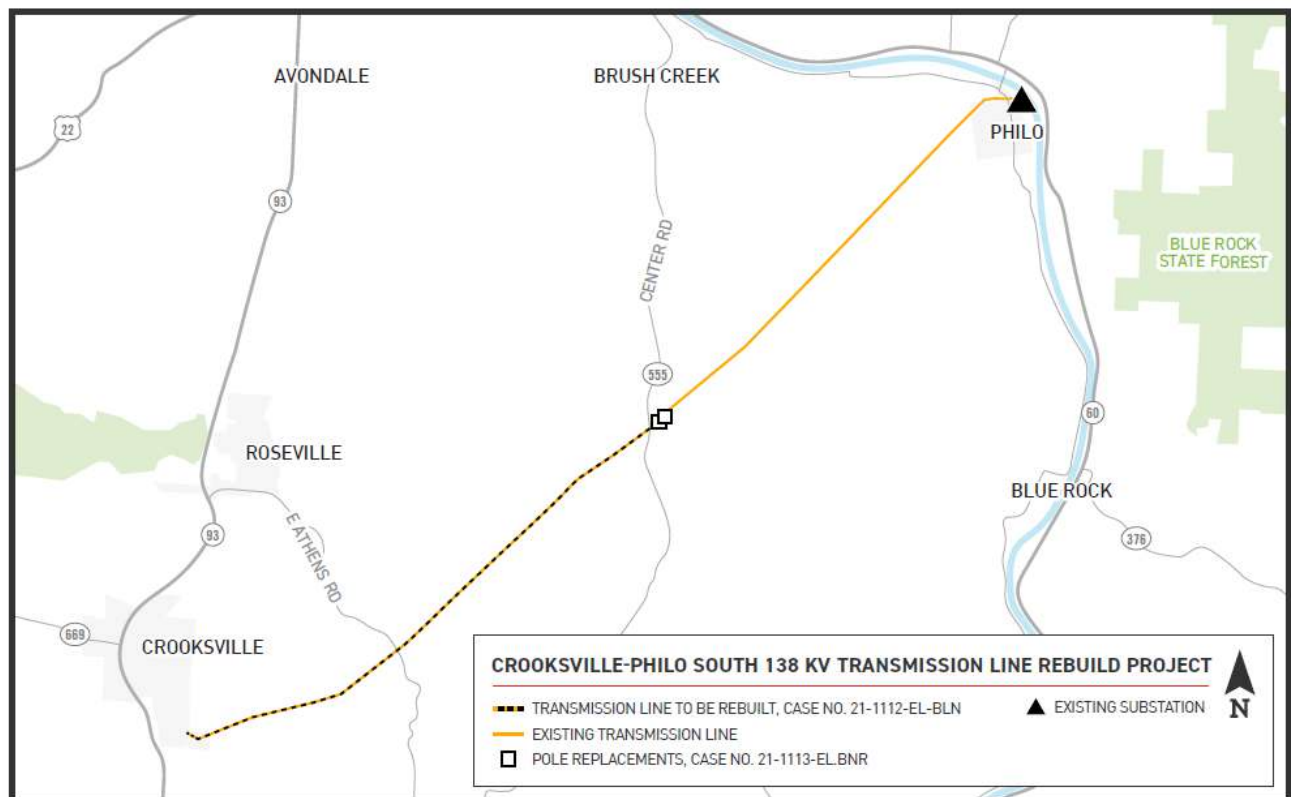 AVONDALE
BRUSH CREEK
22
PHILO
93
BLUE ROCK
STATE FOREST
CENTER RD
555
60
ROSEVILLE
BLUE ROCK
93
E ATHENS RD
376
669
CROOKSVILLE
CROOKSVILLE-PHILO SOUTH 138 KV TRANSMISSION LINE REBUILD PROJECT
TRANSMISSION LINE TO BE REBUILT, CASE NO. 21-1112-EL-BLN
EXISTING SUBSTATION
N
EXISTING TRANSMISSION LINE
POLE REPLACEMENTS, CASE NO. 21-1113-EL.BNR